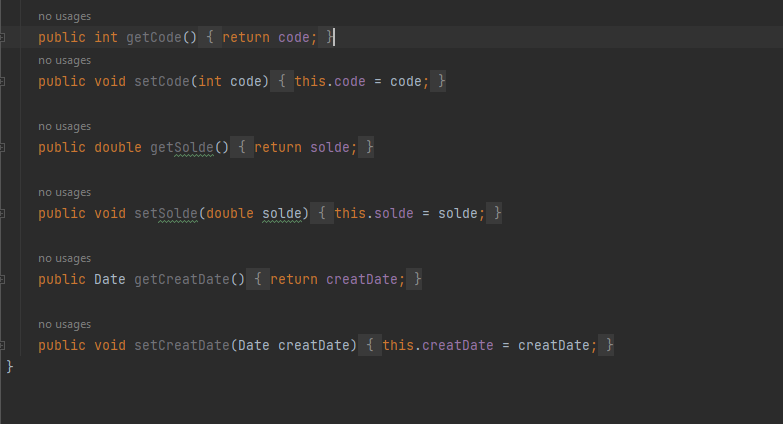 no usages
public int getCode() { return code; }
no usages
public void setCode(int code) { this.code = code; }
no usages
public double getSolde() { return solde; }
no usages
public void setSolde(double solde) { this.solde = solde; }
no usages
public Date getCreatDate() { return creatDate; }
no usages
public void setCreatDate(Date creatDate) { this.creatDate = creatDate; }
}